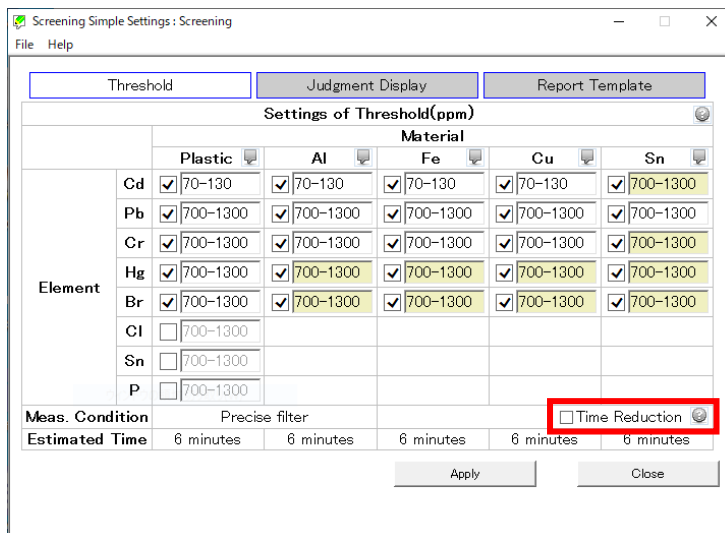 Screening Simple Settings : Screening
File Help
Threshold Judgment Display Report Template
Settings of Threshold(ppm)
Material
Plastic Al Fe Cu Sn
Element
Cd 70-130 70-130 70-130 70-130 700-1300
Pb 700-1300 700-1300 700-1300 700-1300 700-1300
Cr 700-1300 700-1300 700-1300 700-1300 700-1300
Hg 700-1300 700-1300 700-1300 700-1300 700-1300
Br 700-1300 700-1300 700-1300 700-1300 700-1300
Cl 700-1300
Sn 700-1300
P 700-1300
Meas. Condition Precise filter Time Reduction
Estimated Time 6 minutes 6 minutes 6 minutes 6 minutes 6 minutes
Apply Close